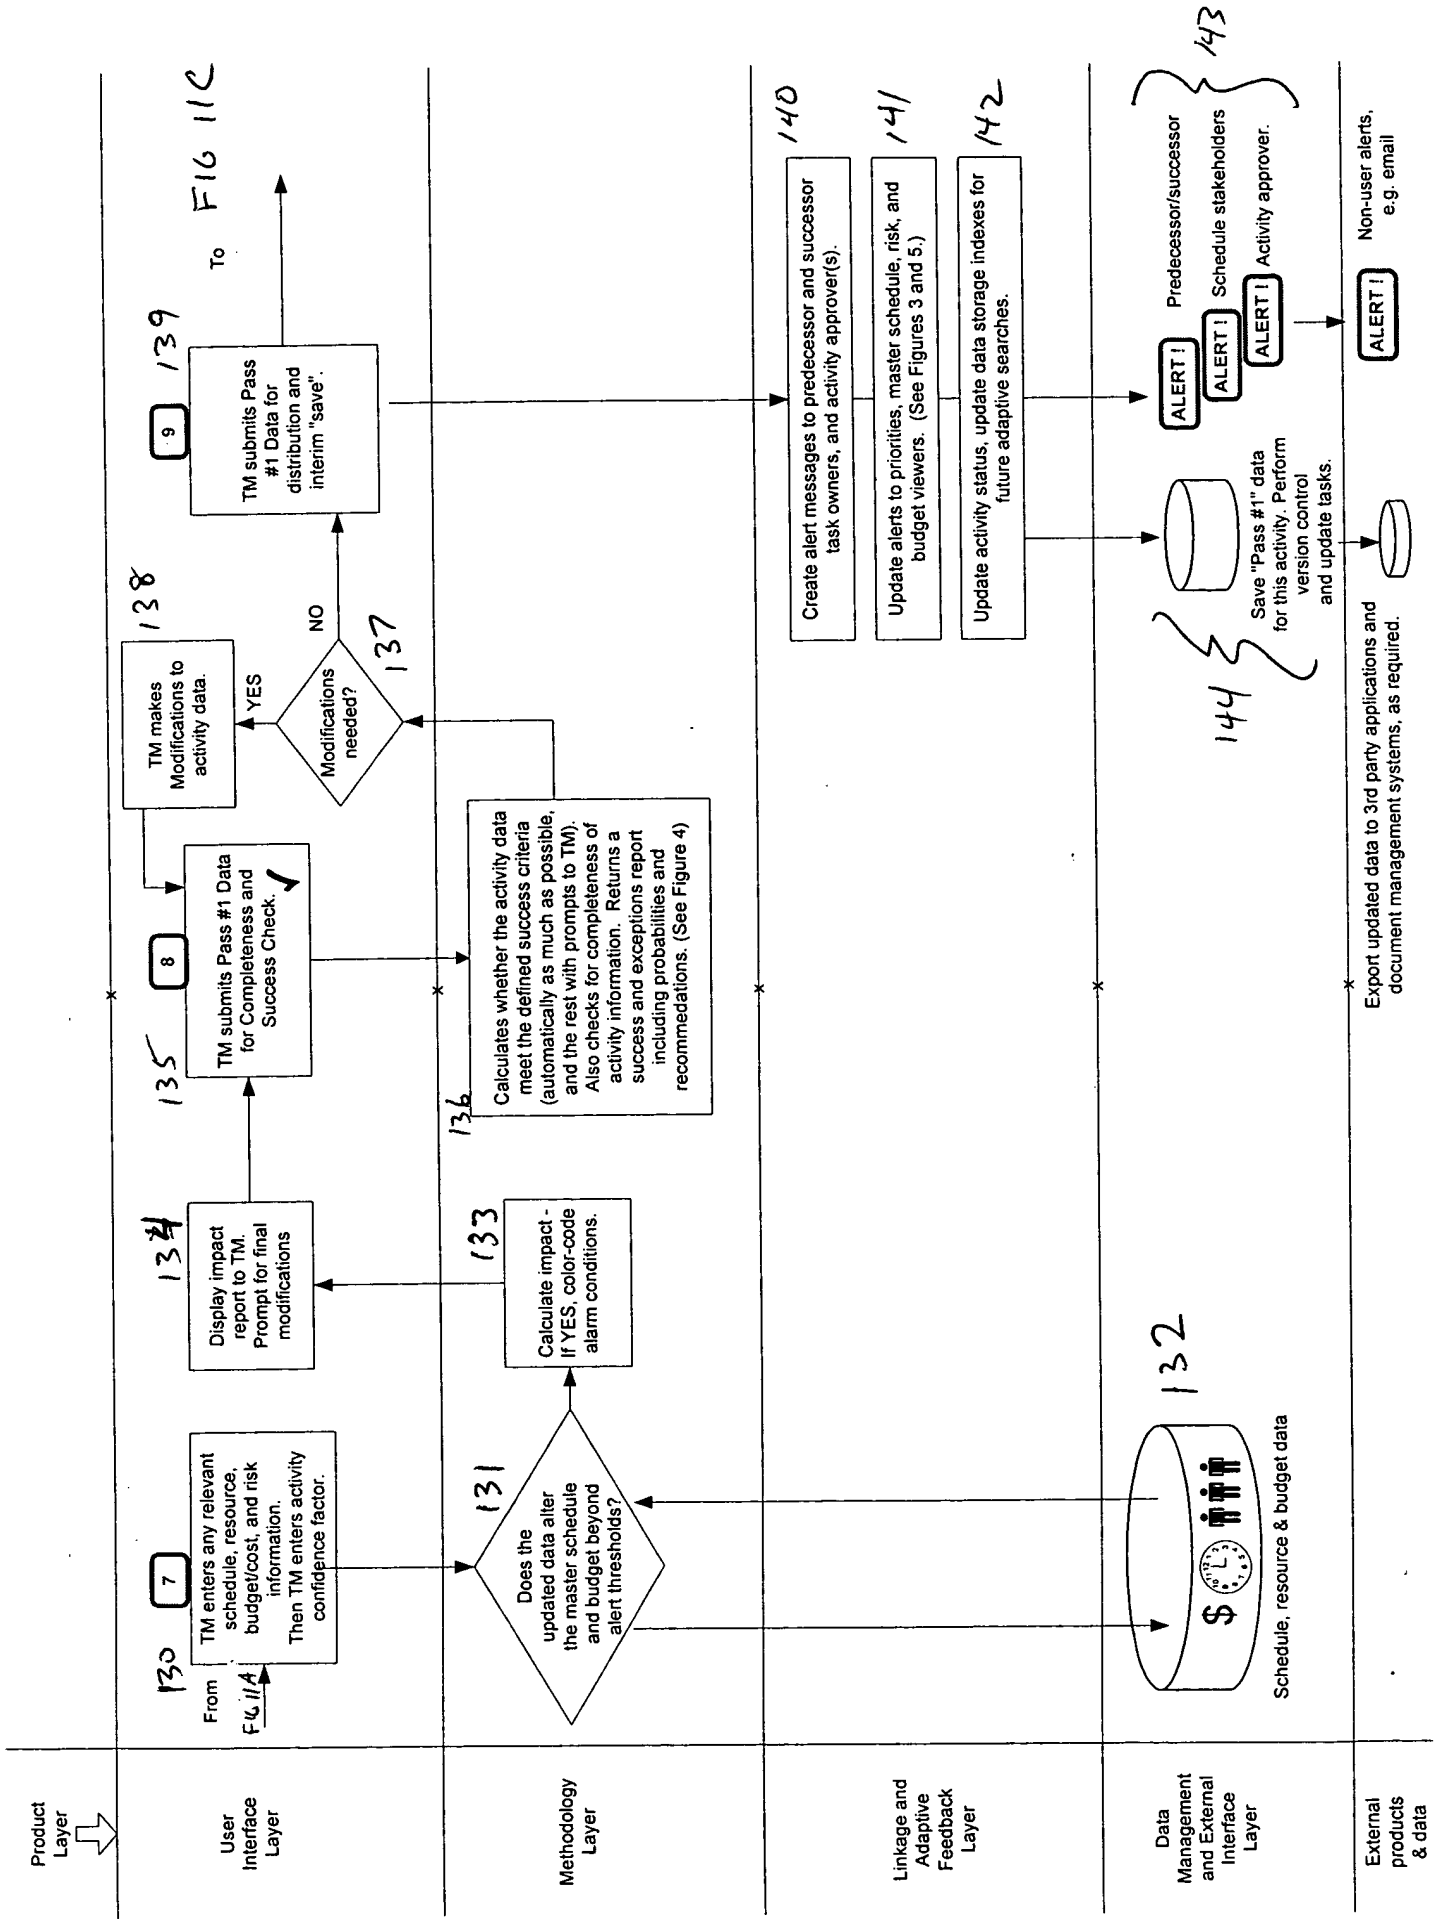 Product
Layer
User
Interface
Layer
Methodology
Layer
Linkage and
Adaptive
Feedback
Layer
Data
Management
and External
Interface
Layer
External
products
& data
130
7
From
FIG 11A
TM enters any relevant
schedule, resource,
budget/cost, and risk
information.
Then TM enters activity
confidence factor.
131
Does the
updated data alter
the master schedule
and budget beyond
alert thresholds?
132
$
Schedule, resource & budget data
133
Calculate impact -
If YES, color-code
alarm conditions.
134
Display impact
report to TM.
Prompt for final
modifications
135
8
TM submits Pass #1 Data
for Completeness and
Success Check.
136
Calculates whether the activity data
meet the defined success criteria
(automatically as much as possible,
and the rest with prompts to TM).
Also checks for completeness of
activity information. Returns a
success and exceptions report
including probabilities and
recommedations. (See Figure 4)
137
Modifications
needed?
YES
NO
138
TM makes
Modifications to
activity data.
139
9
TM submits Pass
#1 Data for
distribution and
interim "save".
To FIG 11C
140
Create alert messages to predecessor and successor
task owners, and activity approver(s).
141
Update alerts to priorities, master schedule, risk, and
budget viewers. (See Figures 3 and 5.)
142
Update activity status, update data storage indexes for
future adaptive searches.
143
ALERT !
Predecessor/successor
ALERT !
Schedule stakeholders
ALERT !
Activity approver.
144
Save "Pass #1" data
for this activity. Perform
version control
and update tasks.
Export updated data to 3rd party applications and
document management systems, as required.
ALERT !
Non-user alerts,
e.g. email